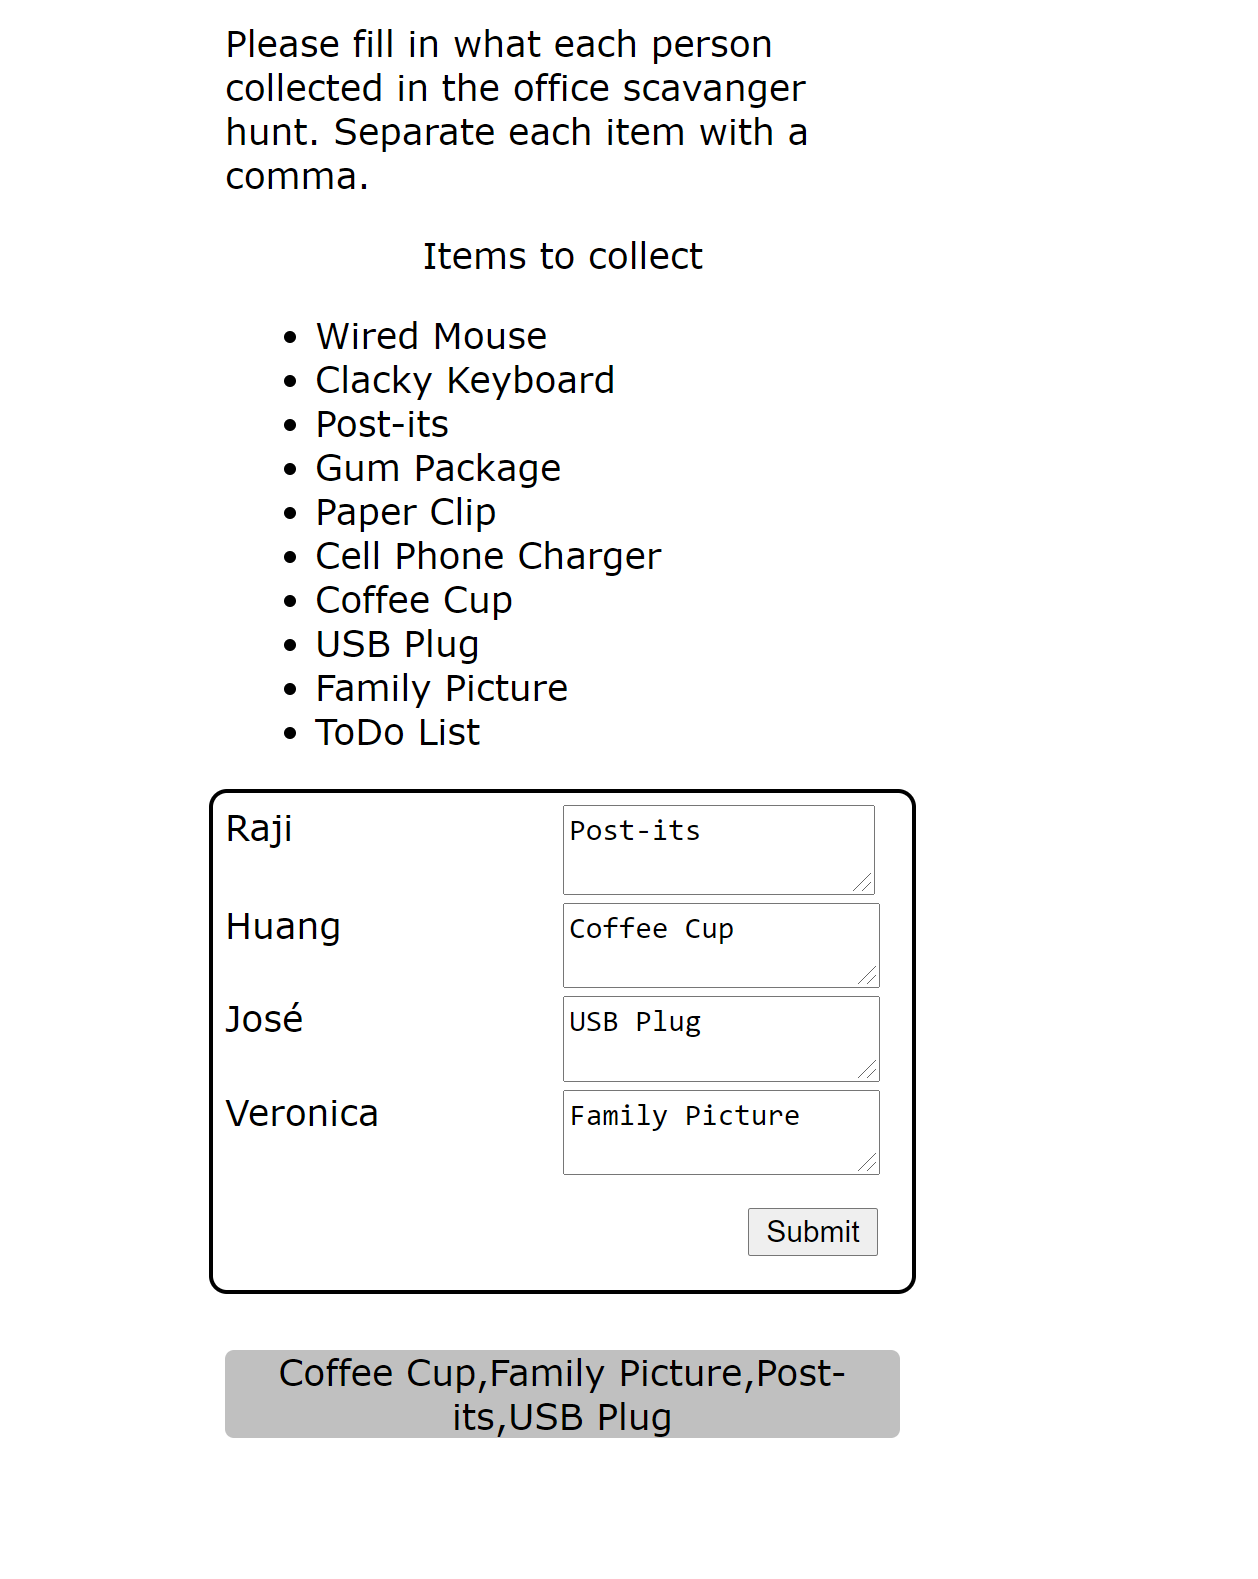 Please fill in what each person
collected in the office scavanger
hunt. Separate each item with a
comma.
Items to collect
Wired Mouse
Clacky Keyboard
Post-its
Gum Package
Paper Clip
Cell Phone Charger
Coffee Cup
USB Plug
Family Picture
ToDo List
Raji
Post-its
Huang
Coffee Cup
José
USB Plug
Veronica
Family Picture
Submit
Coffee Cup,Family Picture,Post-
its,USB Plug